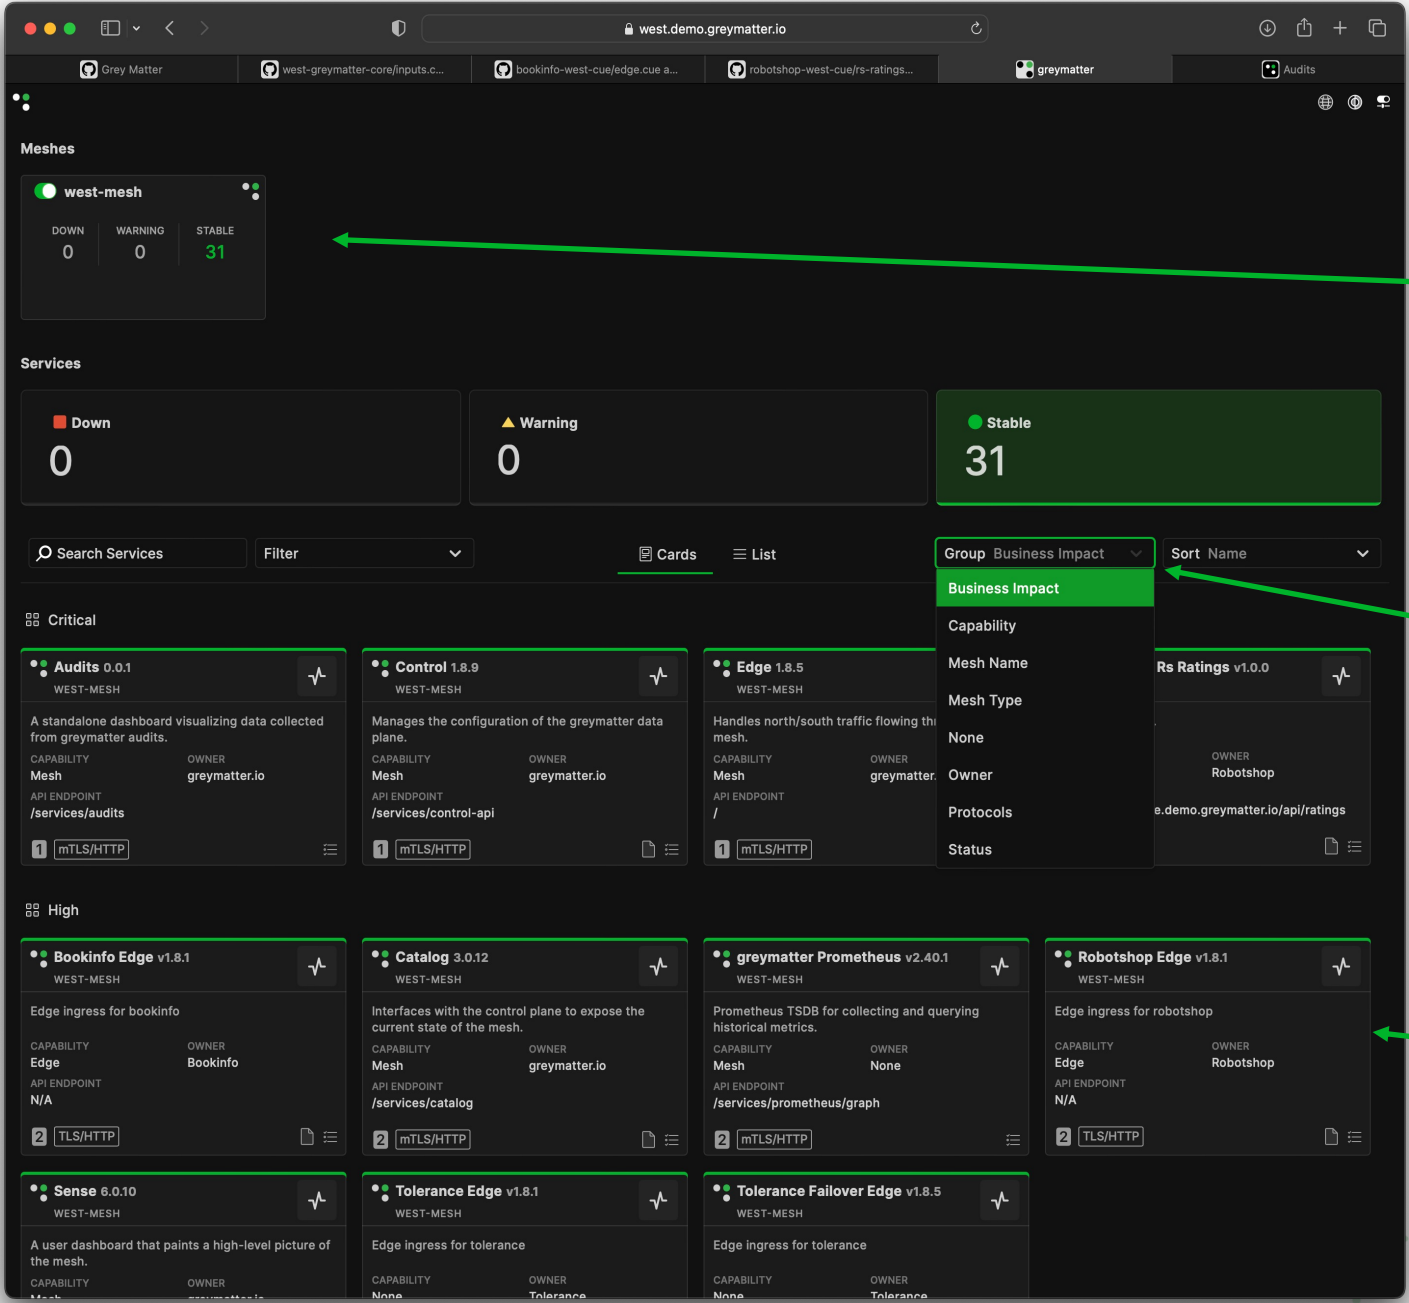 west.demo.greymatter.io
Grey Matter
west-greymatter-core/inputs.c...
bookinfo-west-cue/edge.cue a...
robotshop-west-cue/rs-ratings...
greymatter
Audits
Meshes
west-mesh
DOWN WARNING STABLE
0 0 31
Services
Down
0
Warning
0
Stable
31
Search Services
Filter
Cards
List
Group Business Impact
Sort Name
Business Impact
Capability
Mesh Name
Mesh Type
None
Owner
Protocols
Status
Critical
Audits 0.0.1
WEST-MESH
A standalone dashboard visualizing data collected
from greymatter audits.
CAPABILITY OWNER
Mesh greymatter.io
API ENDPOINT
/services/audits
1 mTLS/HTTP
Control 1.8.9
WEST-MESH
Manages the configuration of the greymatter data
plane.
CAPABILITY OWNER
Mesh greymatter.io
API ENDPOINT
/services/control-api
1 mTLS/HTTP
Edge 1.8.5
WEST-MESH
Handles north/south traffic flowing th
mesh.
CAPABILITY OWNER
Mesh greymatter.
API ENDPOINT
/
1 mTLS/HTTP
Rs Ratings v1.0.0
OWNER
Robotshop
e.demo.greymatter.io/api/ratings
High
Bookinfo Edge v1.8.1
WEST-MESH
Edge ingress for bookinfo
CAPABILITY OWNER
Edge Bookinfo
API ENDPOINT
N/A
2 TLS/HTTP
Catalog 3.0.12
WEST-MESH
Interfaces with the control plane to expose the
current state of the mesh.
CAPABILITY OWNER
Mesh greymatter.io
API ENDPOINT
/services/catalog
2 mTLS/HTTP
greymatter Prometheus v2.40.1
WEST-MESH
Prometheus TSDB for collecting and querying
historical metrics.
CAPABILITY OWNER
Mesh None
API ENDPOINT
/services/prometheus/graph
2 mTLS/HTTP
Robotshop Edge v1.8.1
WEST-MESH
Edge ingress for robotshop
CAPABILITY OWNER
Edge Robotshop
API ENDPOINT
N/A
2 TLS/HTTP
Sense 6.0.10
WEST-MESH
A user dashboard that paints a high-level picture of
the mesh.
CAPABILITY OWNER
Mesh greymatter.io
Tolerance Edge v1.8.1
WEST-MESH
Edge ingress for tolerance
CAPABILITY OWNER
None Tolerance
Tolerance Failover Edge v1.8.5
WEST-MESH
Edge ingress for tolerance
CAPABILITY OWNER
None Tolerance